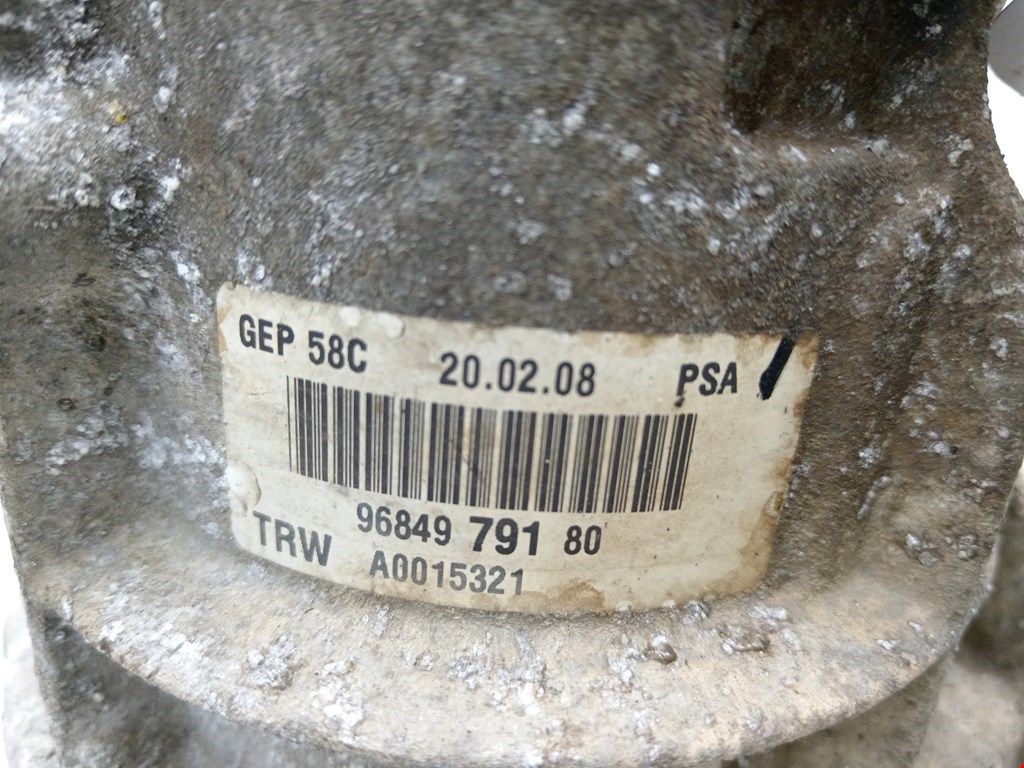 GEP 58C 20.02.08 PSA
96849 791 80
TRW A0015321